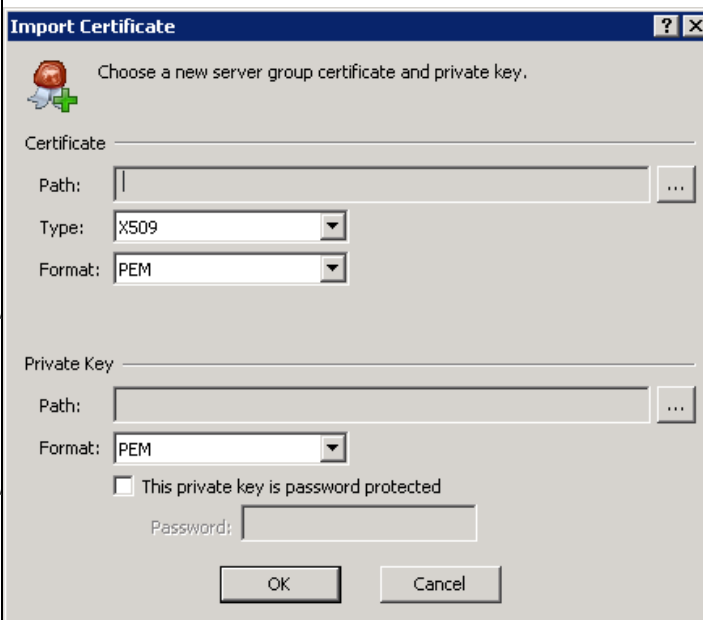 Import Certificate
Choose a new server group certificate and private key.
Certificate
Path: ...
Type: X509
Format: PEM
Private Key
Path: ...
Format: PEM
This private key is password protected
Password:
OK Cancel